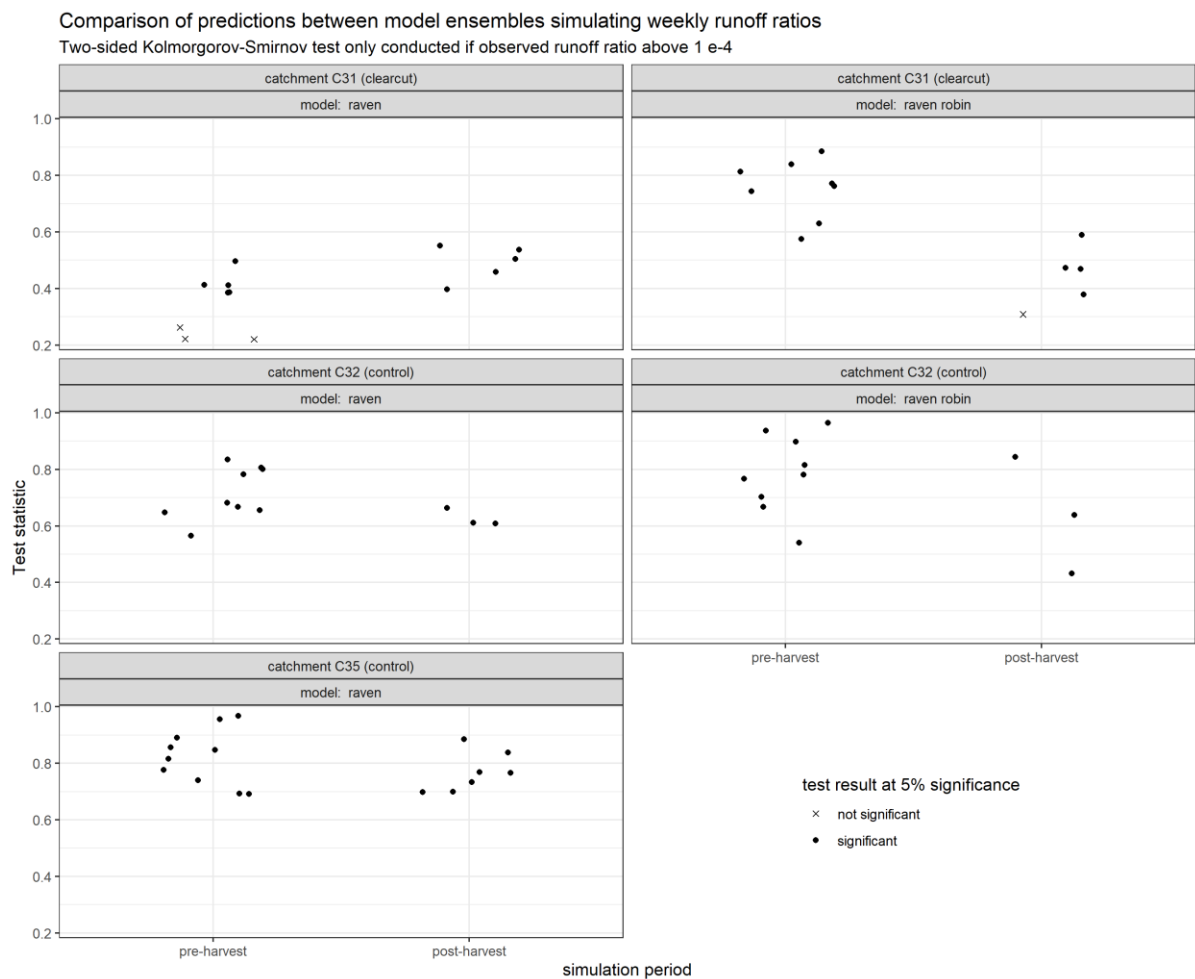 Comparison of predictions between model ensembles simulating weekly runoff ratios
Two-sided Kolmorgorov-Smirnov test only conducted if observed runoff ratio above 1 e-4
catchment C31 (clearcut)
model: raven
1.0
0.8
0.6
0.4
0.2
catchment C31 (clearcut)
model: raven robin
catchment C32 (control)
model: raven
1.0
0.8
0.6
0.4
0.2
catchment C32 (control)
model: raven robin
pre-harvest
post-harvest
Test statistic
catchment C35 (control)
model: raven
1.0
0.8
0.6
0.4
0.2
pre-harvest
post-harvest
simulation period
test result at 5% significance
not significant
significant